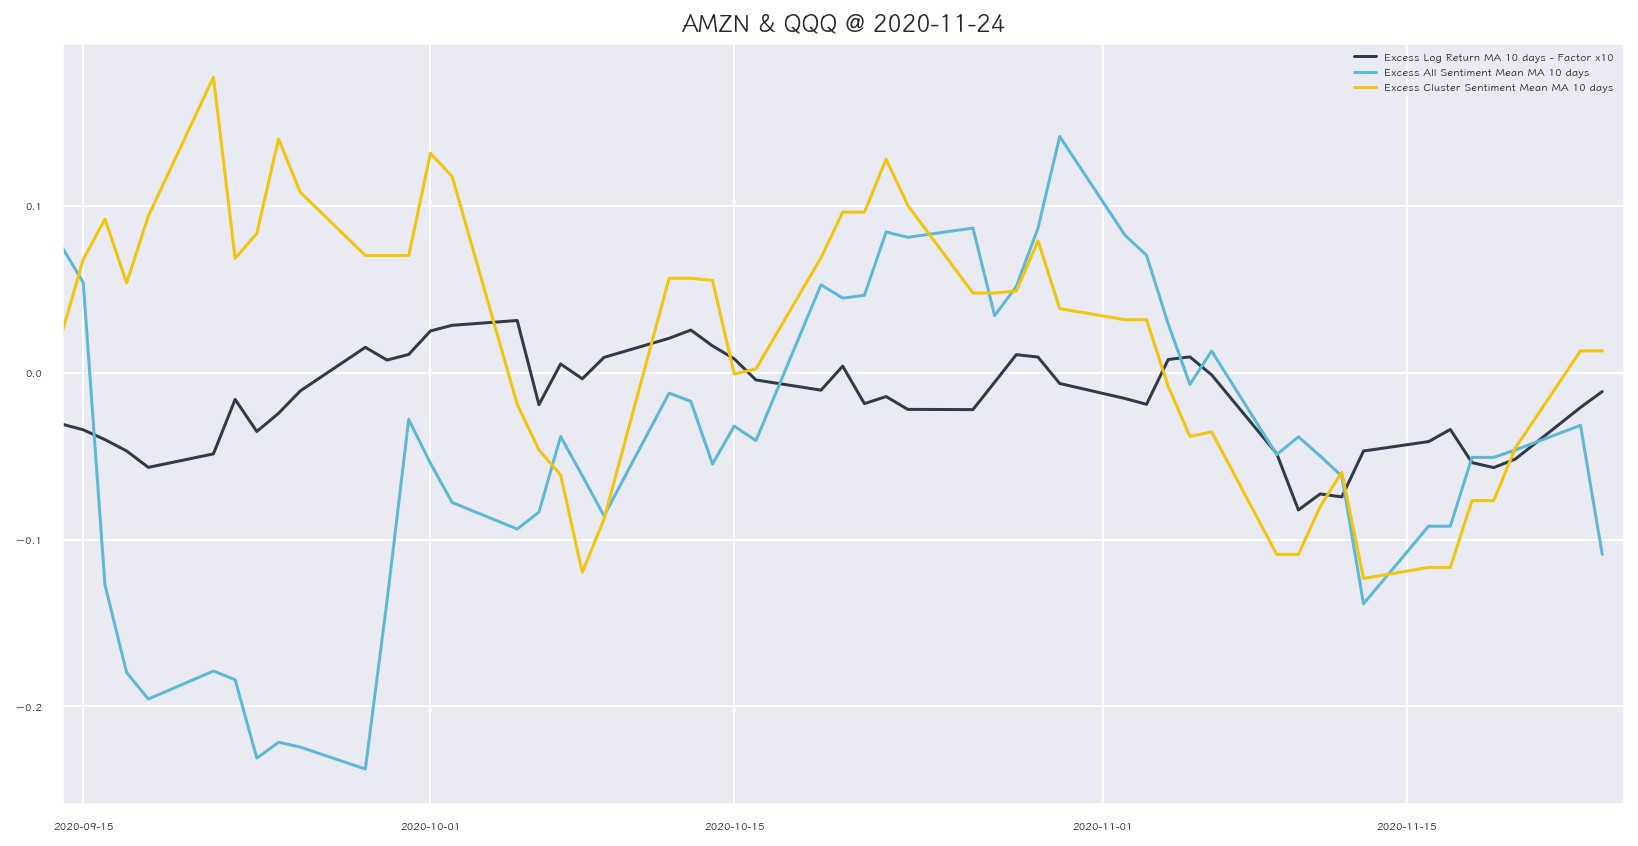 AMZN & QQQ @ 2020-11-24
Excess Log Return MA 10 days - Factor x10
Excess All Sentiment Mean MA 10 days
Excess Cluster Sentiment Mean MA 10 days
0.1
0.0
−0.1
−0.2
2020-09-15
2020-10-01
2020-10-15
2020-11-01
2020-11-15